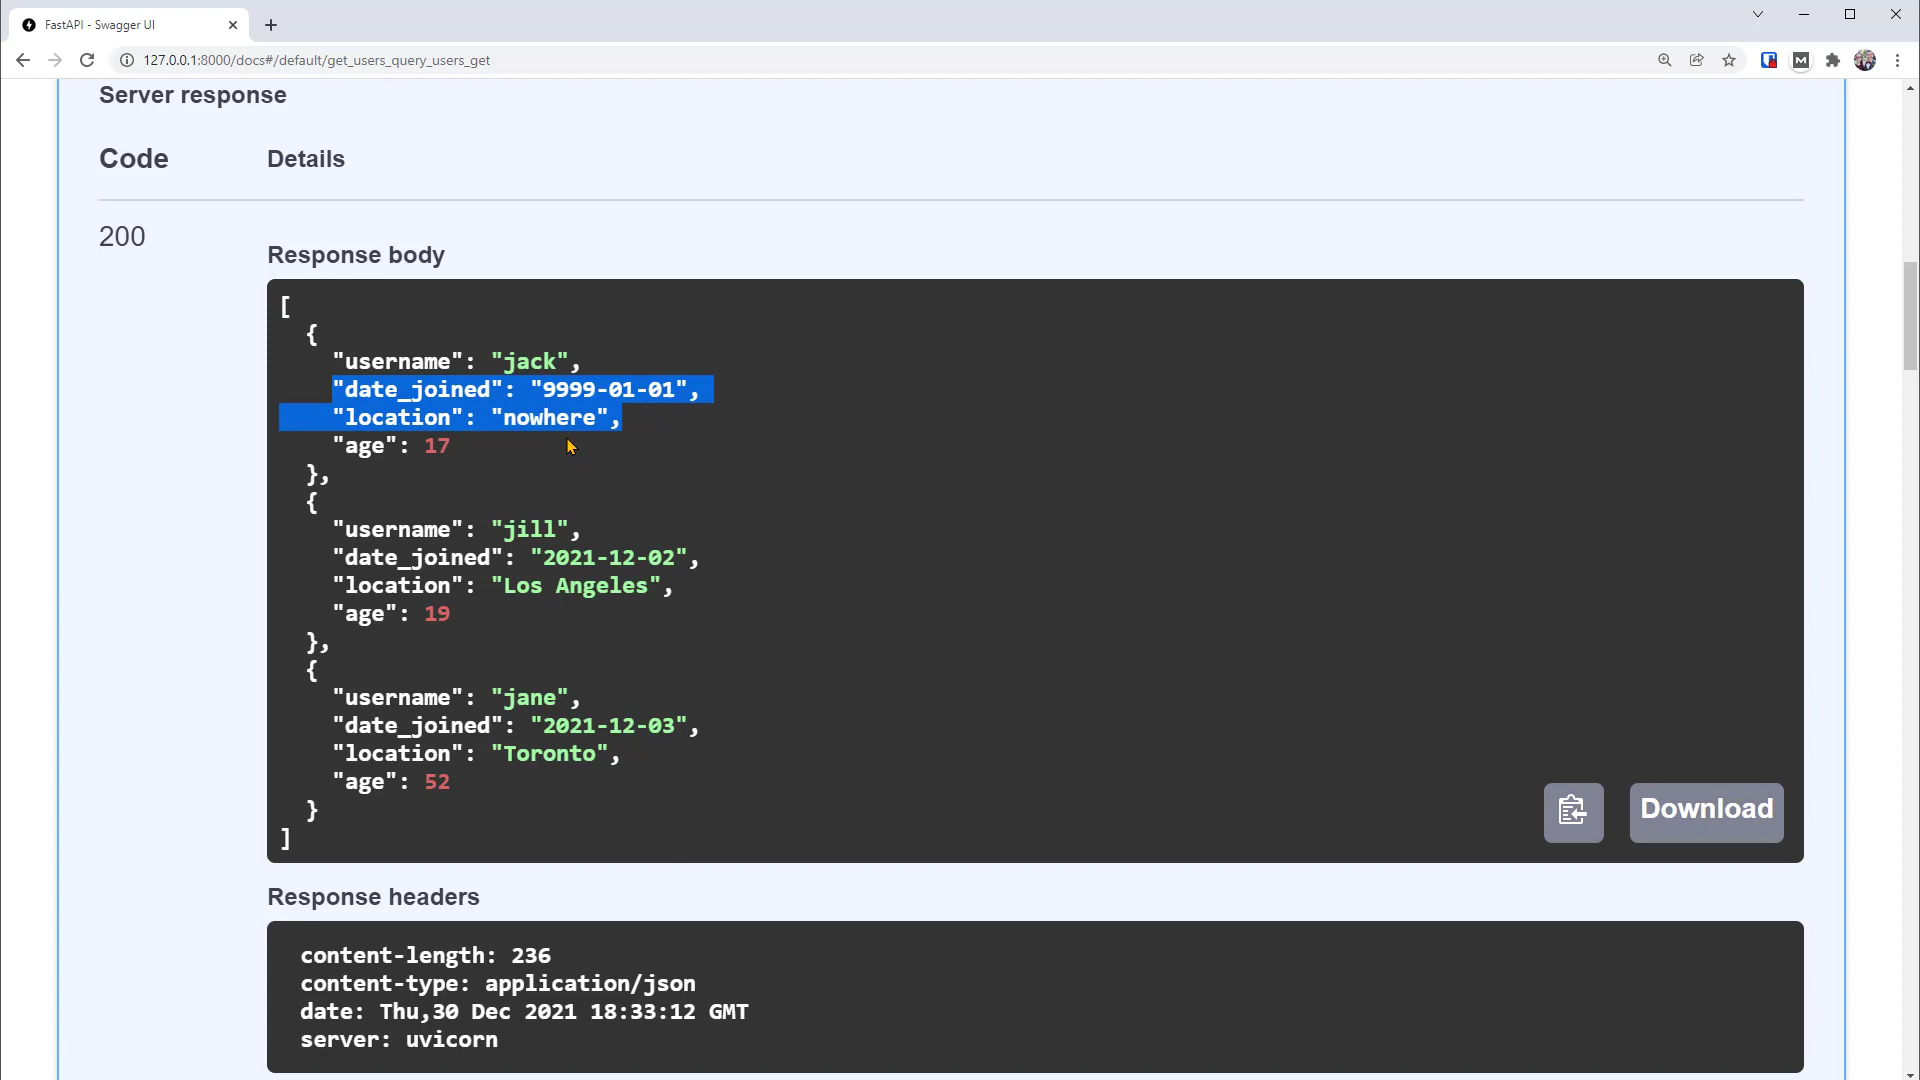 FastAPI - Swagger UI
127.0.0.1:8000/docs#/default/get_users_query_users_get
Server response
Code Details
200
Response body
[
  {
    "username": "jack",
    "date_joined": "9999-01-01",
    "location": "nowhere",
    "age": 17
  },
  {
    "username": "jill",
    "date_joined": "2021-12-02",
    "location": "Los Angeles",
    "age": 19
  },
  {
    "username": "jane",
    "date_joined": "2021-12-03",
    "location": "Toronto",
    "age": 52
  }
]
Download
Response headers
content-length: 236
content-type: application/json
date: Thu,30 Dec 2021 18:33:12 GMT
server: uvicorn